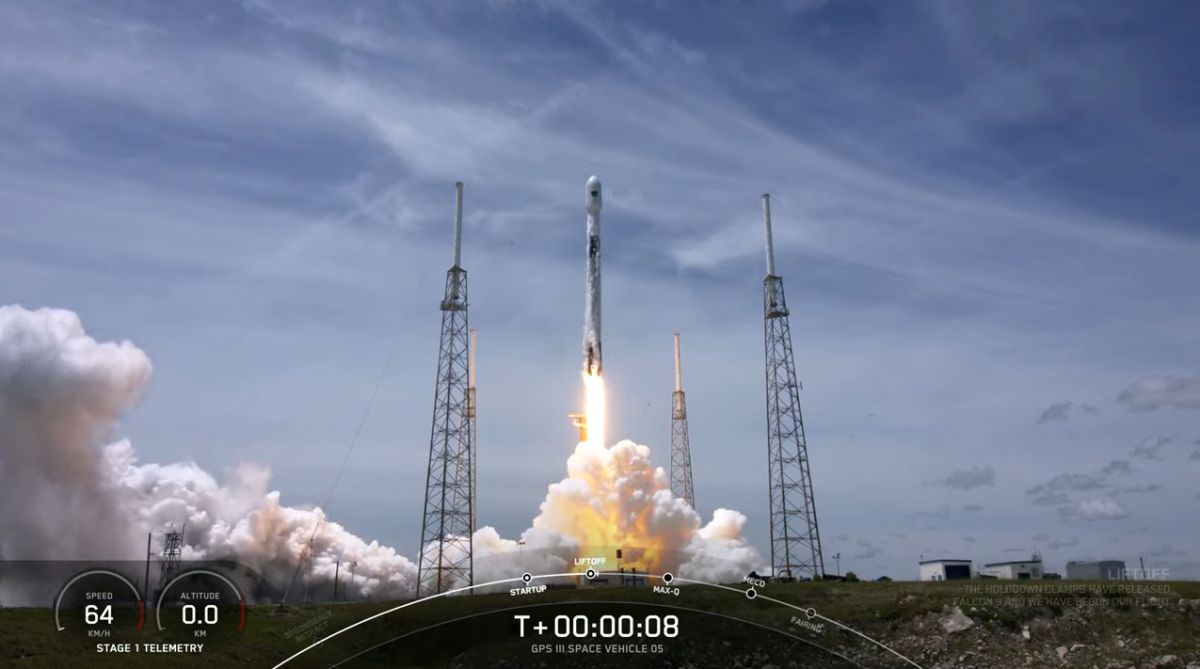 LIFTOFF
THE HOLDDOWN CLAMPS HAVE RELEASED
FALCON 9 AND WE HAVE BEGUN OUR FLIGHT
SPEED
64
KM/H
ALTITUDE
0.0
KM
STAGE 1 TELEMETRY
STARTUP
LIFTOFF
MAX-Q
MECO
FAIRING
T+00:00:08
GPS III SPACE VEHICLE 05